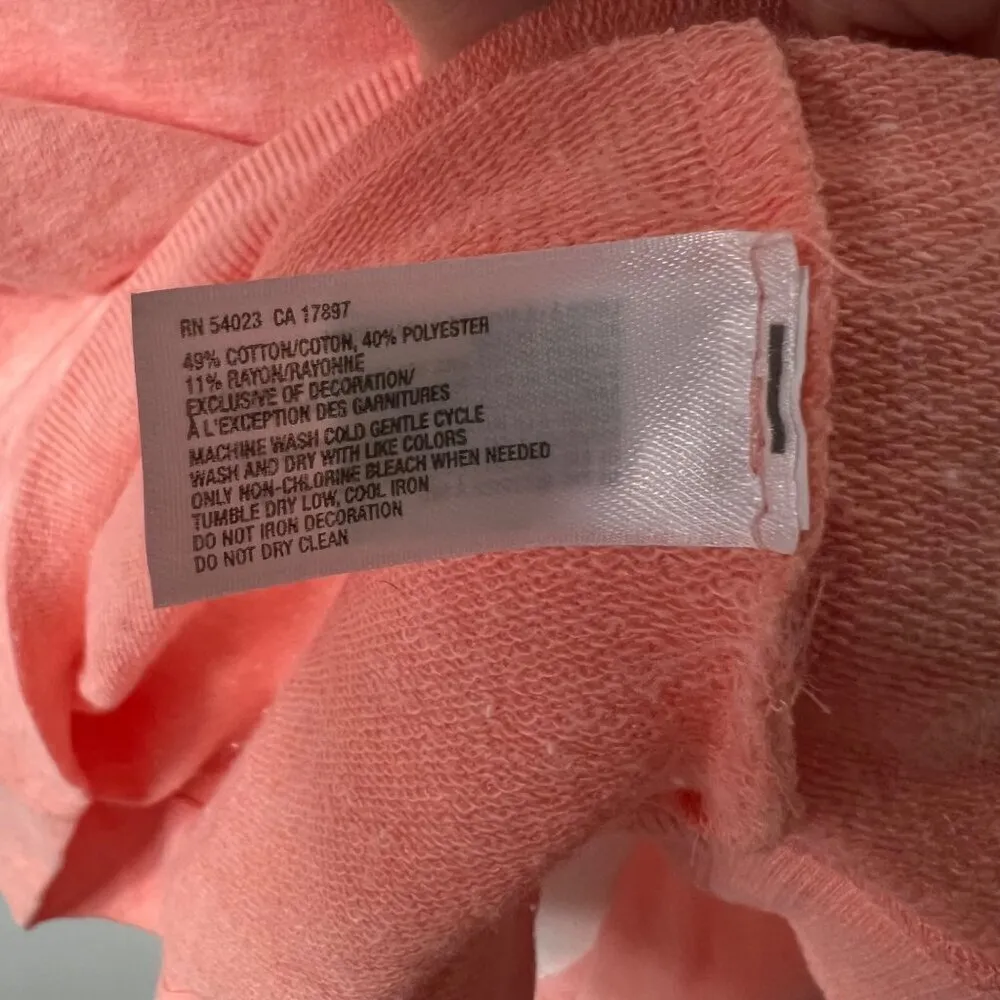 RN 54023 CA 17897
49% COTTON/COTON, 40% POLYESTER
11% RAYON/RAYONNE
EXCLUSIVE OF DECORATION/
À L'EXCEPTION DES GARNITURES
MACHINE WASH COLD GENTLE CYCLE
WASH AND DRY WITH LIKE COLORS
ONLY NON-CHLORINE BLEACH WHEN NEEDED
TUMBLE DRY LOW, COOL IRON
DO NOT IRON DECORATION
DO NOT DRY CLEAN